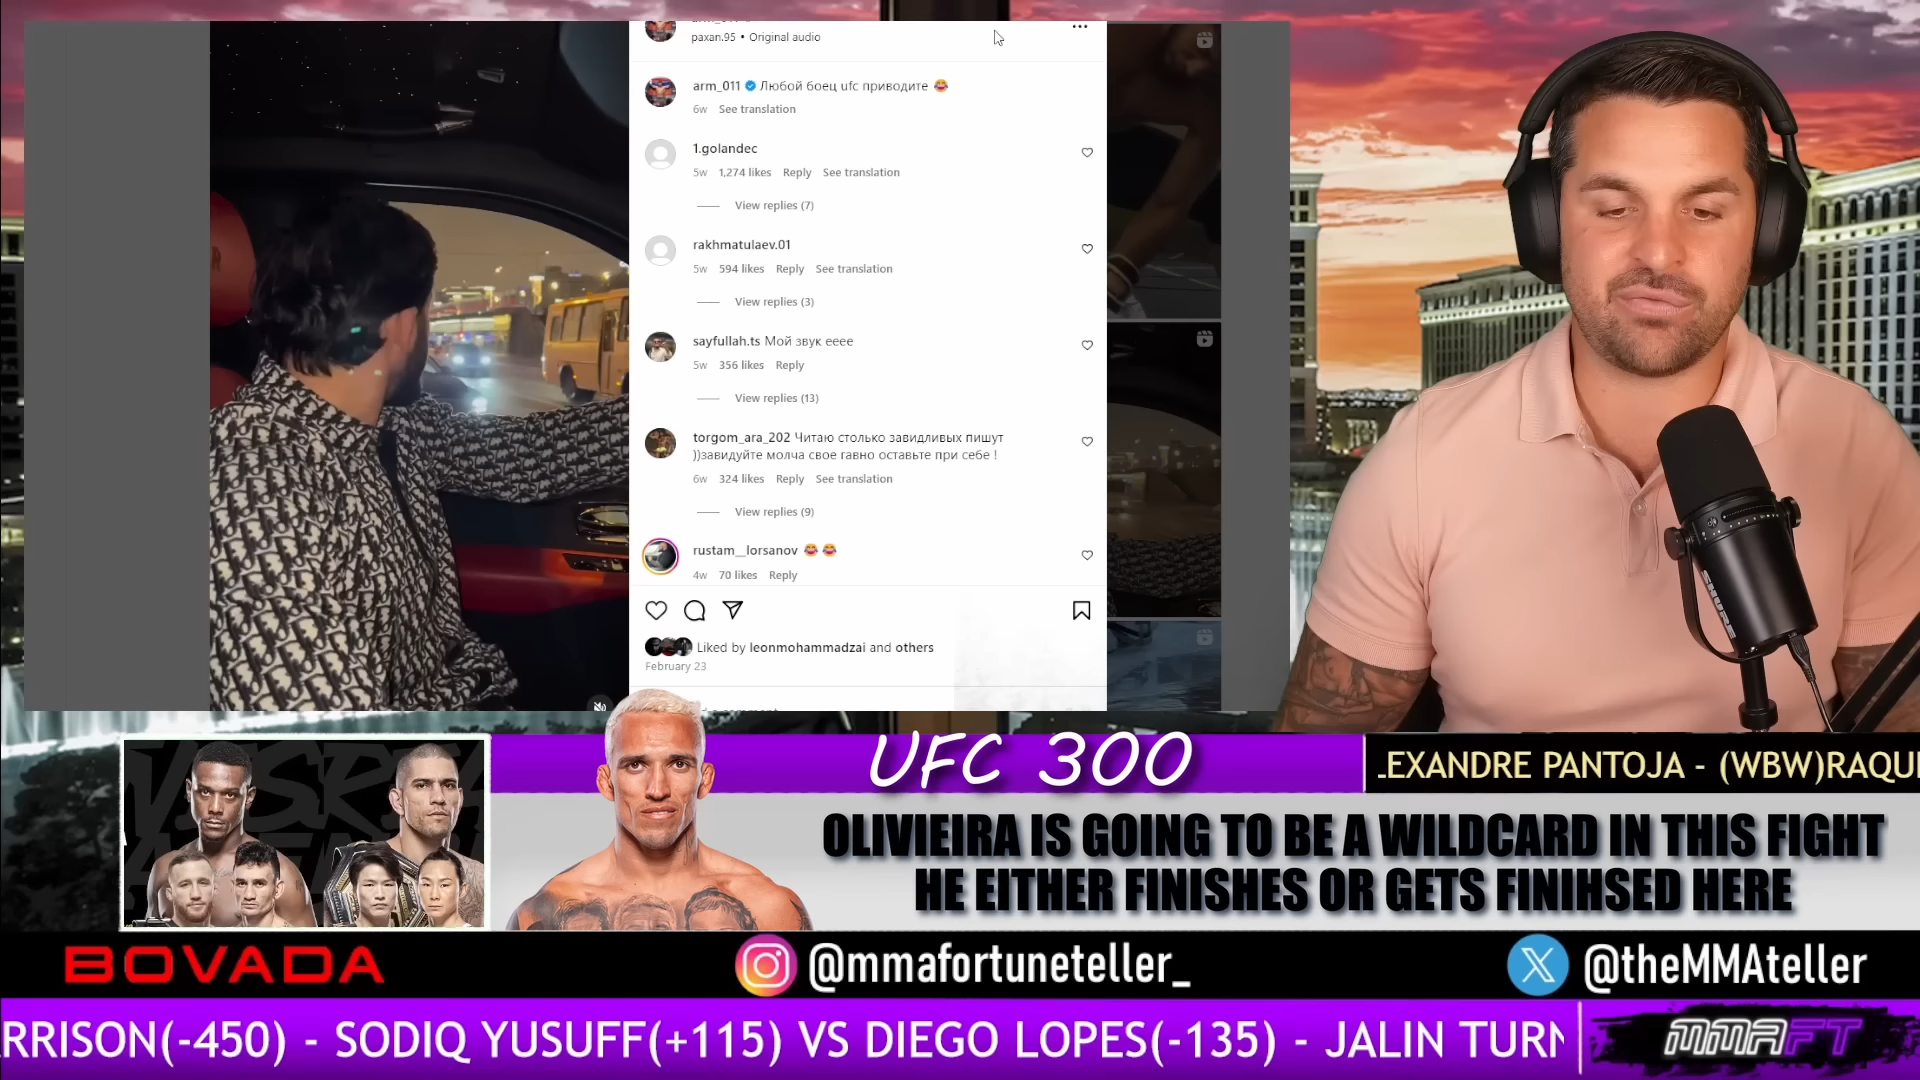 paxan.95 • Original audio
arm_011 Любой боец ufc приводите 😂
6w See translation
1.golandec
5w 1,274 likes Reply See translation
View replies (7)
rakhmatulaev.01
5w 594 likes Reply See translation
View replies (3)
sayfullah.ts Мой звук ееее
5w 356 likes Reply
View replies (13)
torgom_ara_202 Читаю столько завидливых пишут
))завидуйте молча свое гавно оставьте при себе !
6w 324 likes Reply See translation
View replies (9)
rustam__lorsanov 😂😂
4w 70 likes Reply
Liked by leonmohammadzai and others
February 23
SHURE
UFC 300
LEXANDRE PANTOJA - (WBW)RAQU
OLIVIEIRA IS GOING TO BE A WILDCARD IN THIS FIGHT
HE EITHER FINISHES OR GETS FINIHSED HERE
BOVADA
@mmafortuneteller_
@theMMAteller
RRISON(-450) - SODIQ YUSUFF(+115) VS DIEGO LOPES(-135) - JALIN TURN
MMAFT